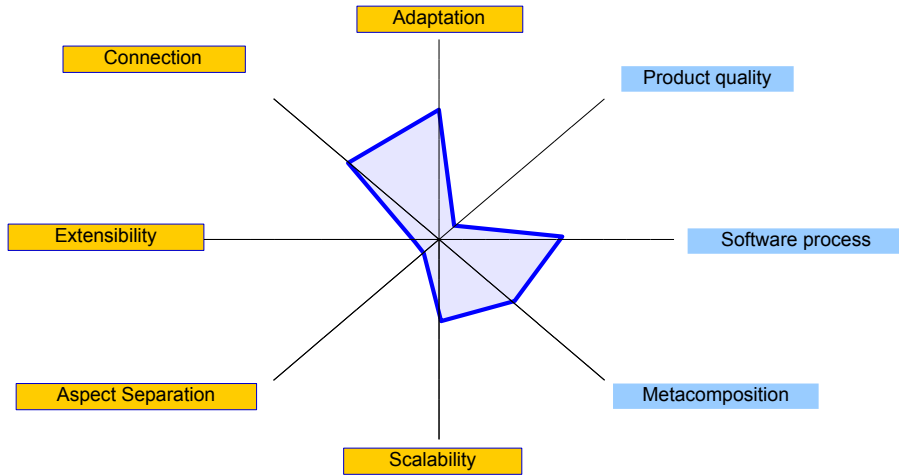 Adaptation
Connection
Product quality
Extensibility
Software process
Aspect Separation
Metacomposition
Scalability